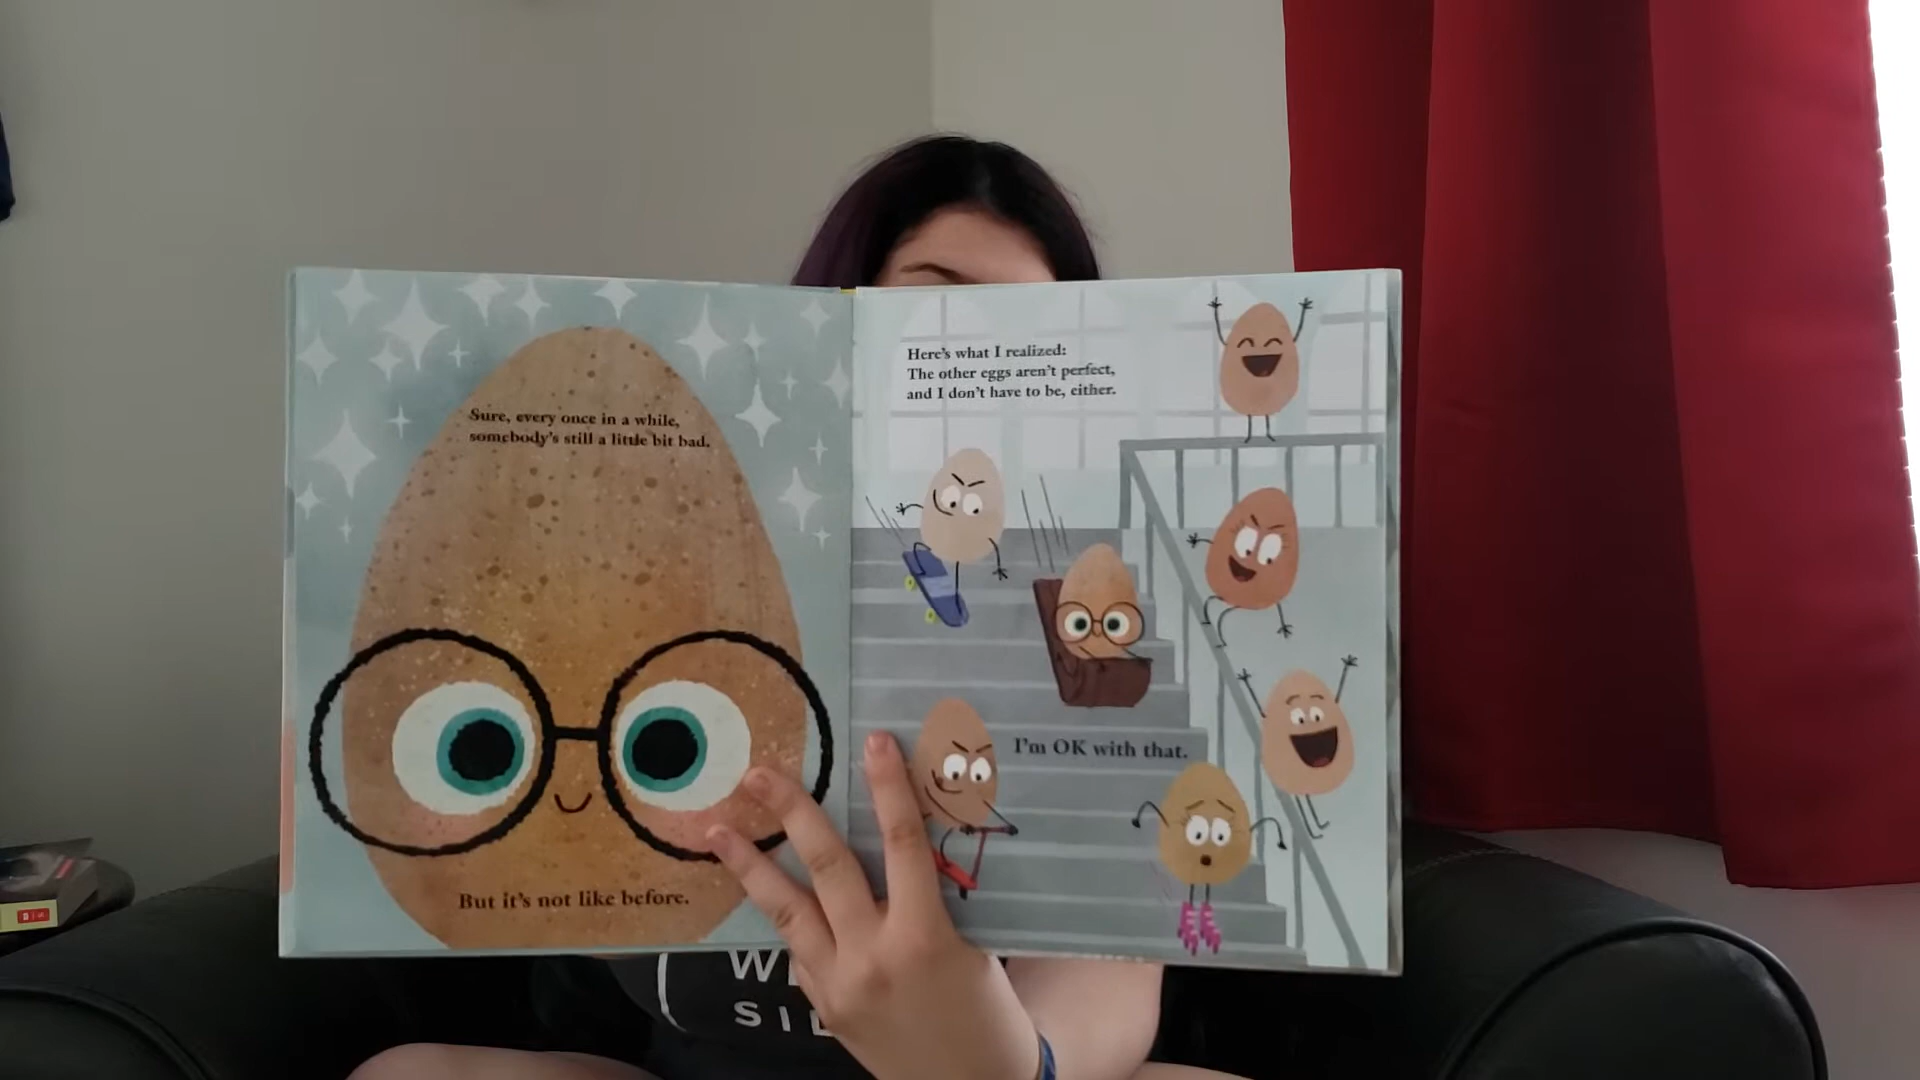 Sure, every once in a while,
somebody's still a little bit bad.
But it's not like before.
Here's what I realized:
The other eggs aren't perfect,
and I don't have to be, either.
I'm OK with that.